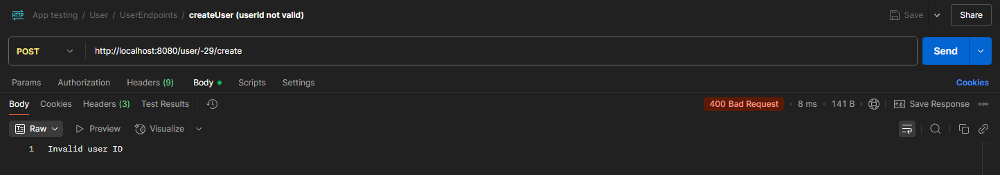 HTTP App testing / User / UserEndpoints / createUser (userId not valid) Save Share
POST http://localhost:8080/user/-29/create Send
Params Authorization Headers (9) Body Scripts Settings Cookies
Body Cookies Headers (3) Test Results 400 Bad Request 8 ms 141 B e.g. Save Response
Raw Preview Visualize
1 Invalid user ID